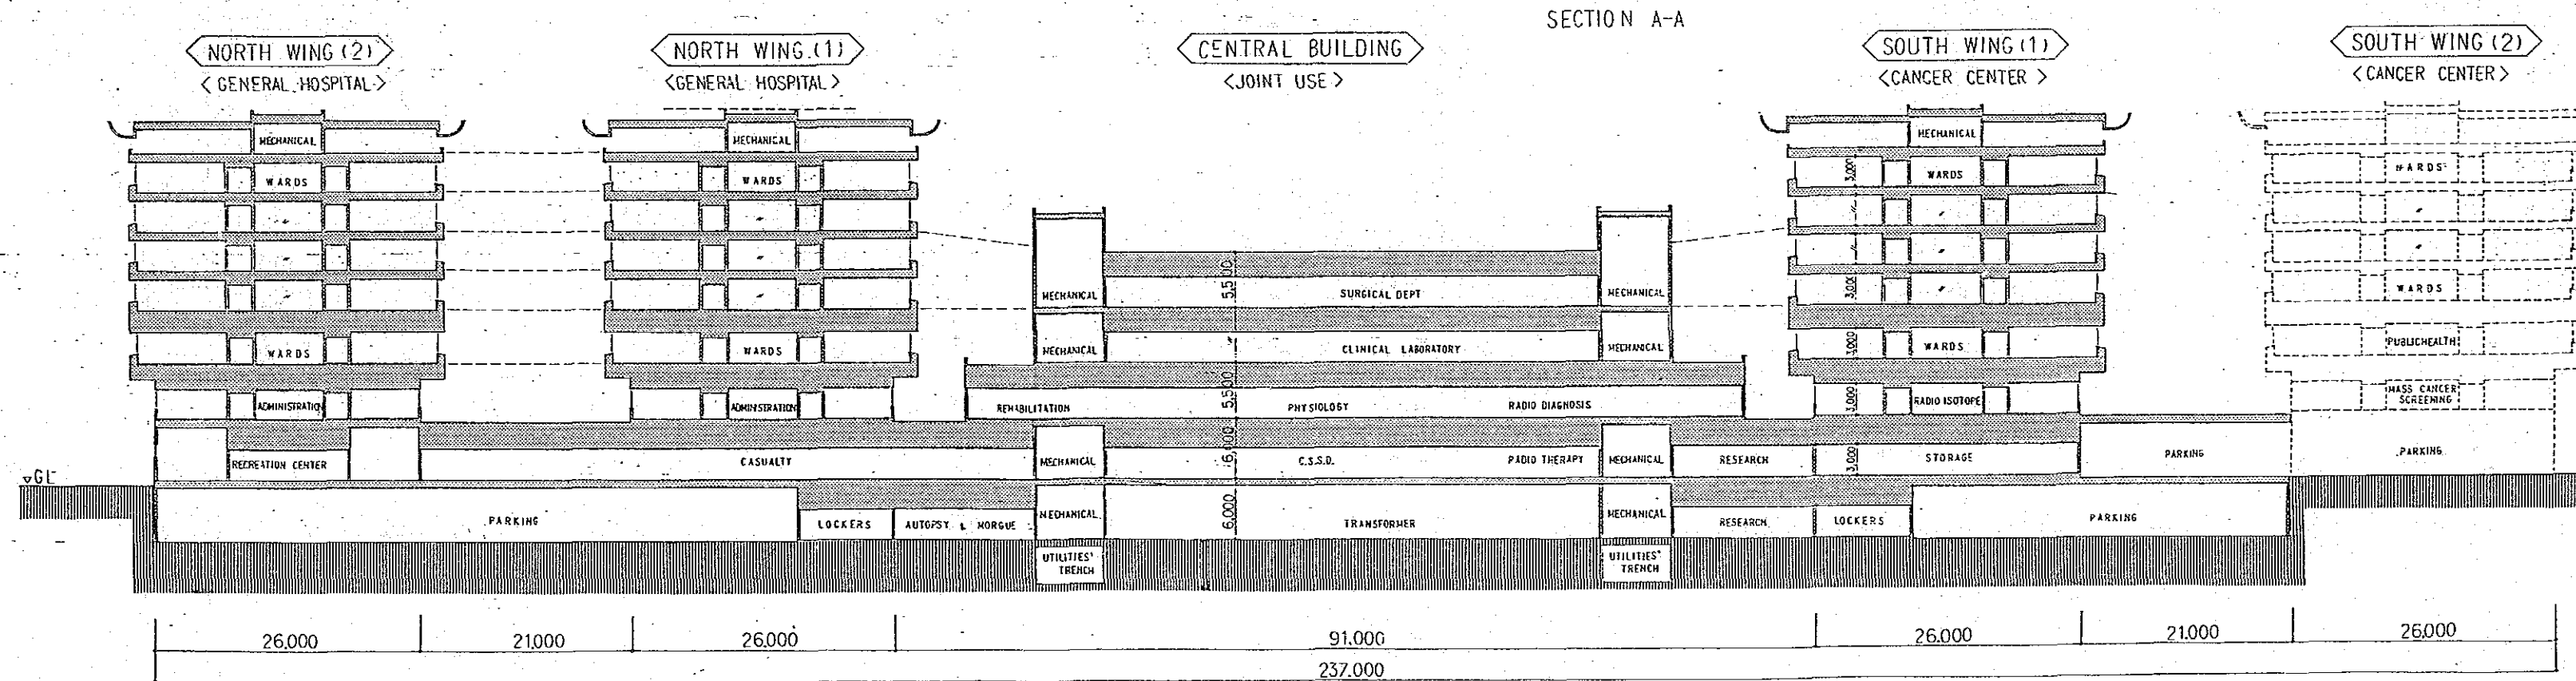 SECTION A-A
NORTH WING (2)
<GENERAL HOSPITAL>
NORTH WING (1)
<GENERAL HOSPITAL>
CENTRAL BUILDING
<JOINT USE>
SOUTH WING (1)
<CANCER CENTER>
SOUTH WING (2)
<CANCER CENTER>
MECHANICAL
MECHANICAL
MECHANICAL
WARDS
WARDS
3,000
WARDS
WARDS
〃
〃
〃
〃
〃
〃
〃
〃
〃
〃
〃
MECHANICAL
5,500
SURGICAL DEPT
MECHANICAL
3,000
〃
WARDS
WARDS
WARDS
MECHANICAL
〃
CLINICAL LABORATORY
MECHANICAL
3,000
WARDS
PUBLIC HEALTH
ADMINISTRATION
ADMINISTRATION
REHABILITATION
5,500
PHYSIOLOGY
RADIO DIAGNOSIS
3,000
RADIO ISOTOPE
MASS CANCER
SCREENING
RECREATION CENTER
CASUALTY
MECHANICAL
6,000
C.S.S.D.
RADIO THERAPY
MECHANICAL
RESEARCH
3,000
STORAGE
PARKING
PARKING
▽GL
PARKING
LOCKERS
AUTOPSY & MORGUE
MECHANICAL
6,000
TRANSFORMER
MECHANICAL
RESEARCH
LOCKERS
PARKING
UTILITIES'
TRENCH
UTILITIES'
TRENCH
26,000
21,000
26,000
91,000
26,000
21,000
26,000
237,000